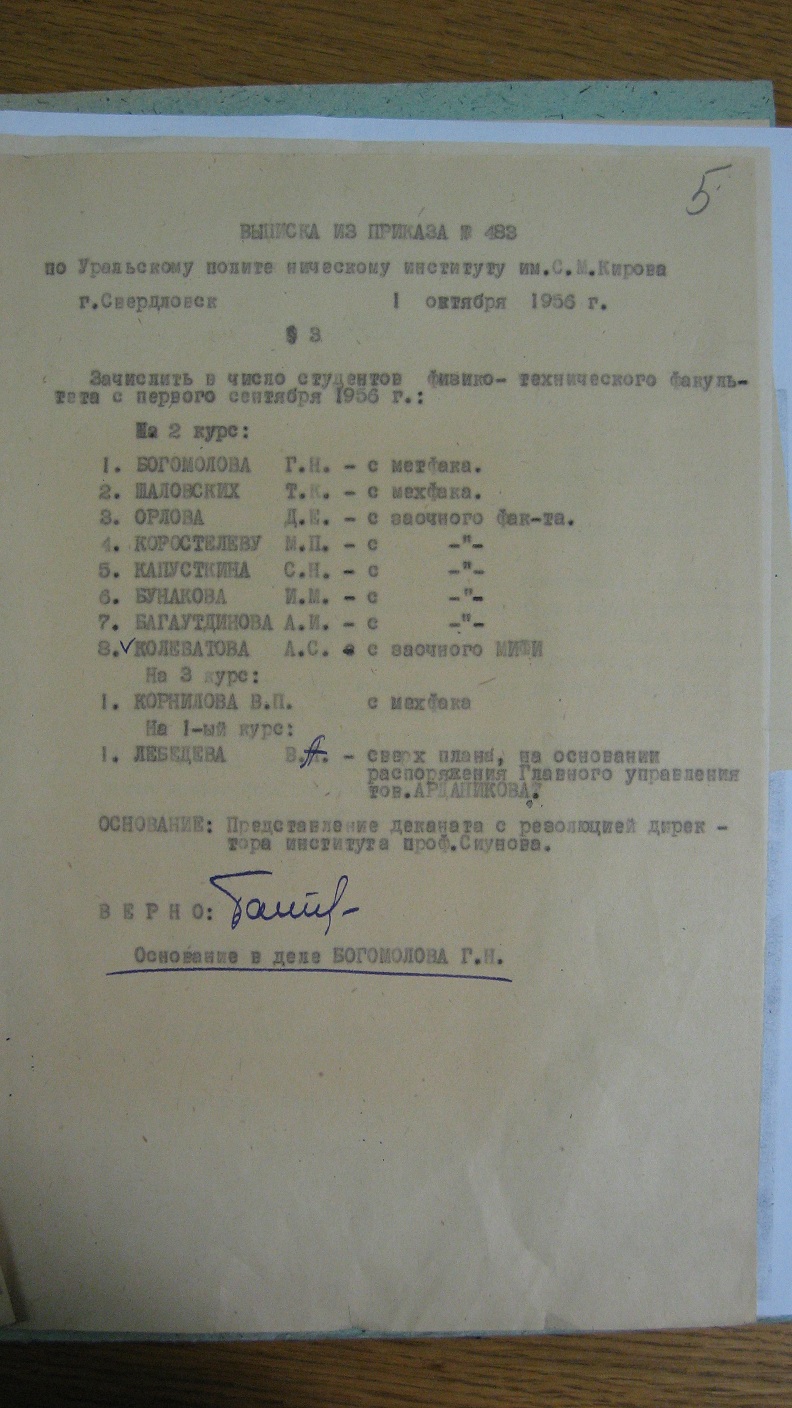 5
ВЫПИСКА ИЗ ПРИКАЗА № 483
по Уральскому полите ническому институту им.С.М.Кирова
г.Свердловск 1 октября 1956 г.
§ 3
Зачислить в число студентов физико- технического факуль-
тета с первого сентября 1956 г.:
На 2 курс:
1. БОГОМОЛОВА Г.Н. - с метфака.
2. ШАЛОВСКИХ Т.К. - с мехфака.
3. ОРЛОВА Д.Е. - с заочного фак-та.
4. КОРОСТЕЛЕВУ М.П. - с -"-
5. КАПУСТКИНА С.Н. - с -"-
6. БУНАКОВА И.М. - с -"-
7. БАГАУТДИНОВА А.И. - с -"-
8.✓КОЛЕВАТОВА А.С. - с заочного МИФИ
На 3 курс:
1. КОРНИЛОВА В.П. с мехфака
На 1-ый курс:
1. ЛЕБЕДЕВА В.А. - сверх плана, на основании
распоряжения Главного управления
тов.АРДАНИКОВА.
ОСНОВАНИЕ: Представление деканата с резолюцией дирек -
тора института проф.Сиунова.
В Е Р Н О:
Основание в деле БОГОМОЛОВА Г.Н.